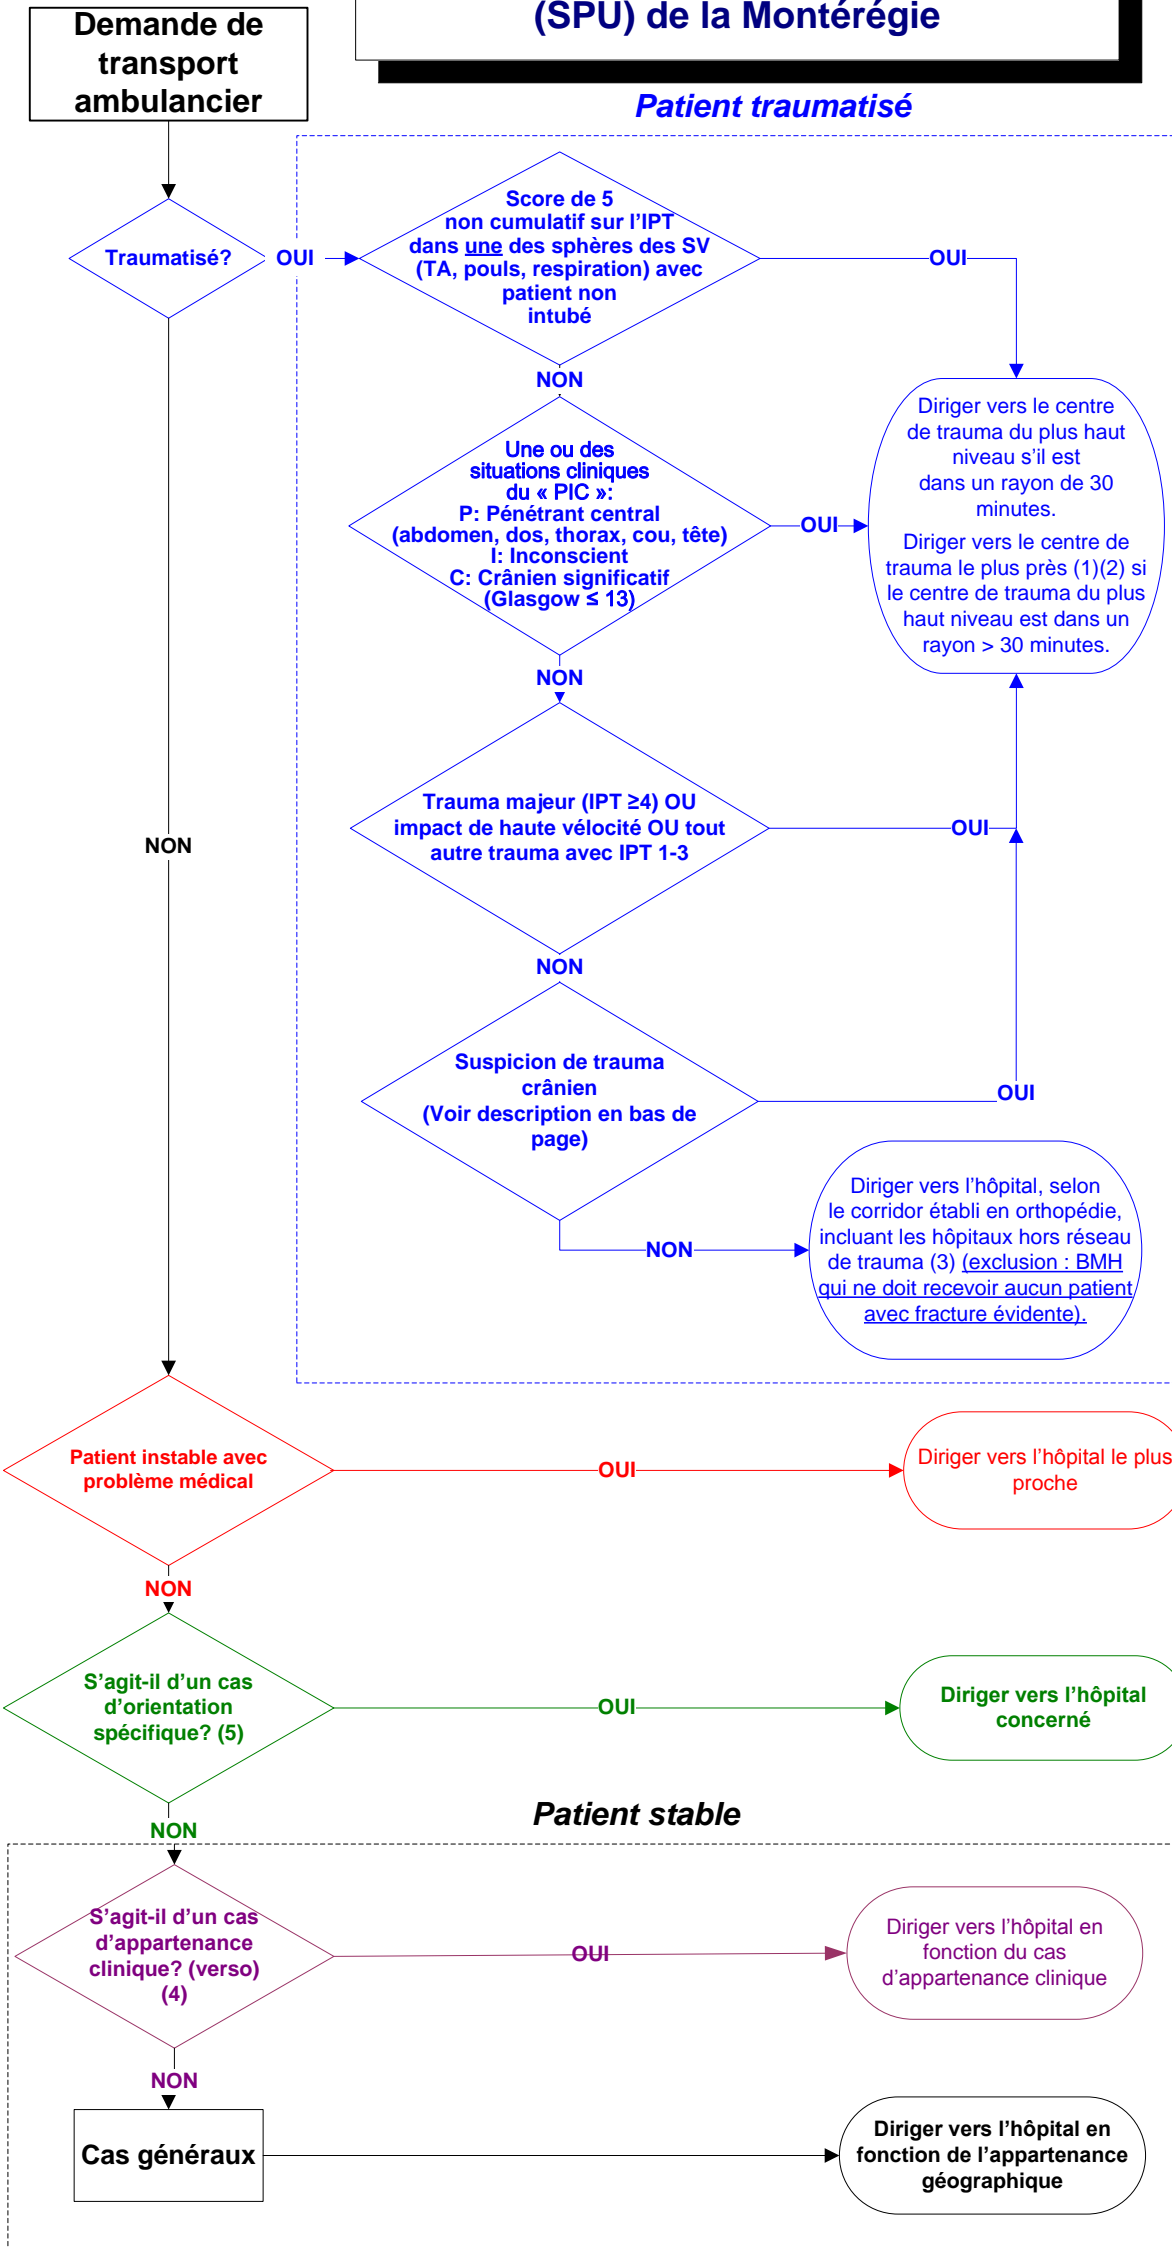 (SPU) de la Montérégie
Demande de
transport
ambulancier
Patient traumatisé
Traumatisé?
OUI
Score de 5
non cumulatif sur l'IPT
dans une des sphères des SV
(TA, pouls, respiration) avec
patient non
intubé
OUI
NON
Une ou des
situations cliniques
du « PIC »:
P: Pénétrant central
(abdomen, dos, thorax, cou, tête)
I: Inconscient
C: Crânien significatif
(Glasgow ≤ 13)
OUI
Diriger vers le centre
de trauma du plus haut
niveau s'il est
dans un rayon de 30
minutes.
Diriger vers le centre de
trauma le plus près (1)(2) si
le centre de trauma du plus
haut niveau est dans un
rayon > 30 minutes.
NON
Trauma majeur (IPT ≥4) OU
impact de haute vélocité OU tout
autre trauma avec IPT 1-3
OUI
NON
NON
Suspicion de trauma
crânien
(Voir description en bas de
page)
OUI
NON
Diriger vers l'hôpital, selon
le corridor établi en orthopédie,
incluant les hôpitaux hors réseau
de trauma (3) (exclusion : BMH
qui ne doit recevoir aucun patient
avec fracture évidente).
Patient instable avec
problème médical
OUI
Diriger vers l'hôpital le plus
proche
NON
S'agit-il d'un cas
d'orientation
spécifique? (5)
OUI
Diriger vers l'hôpital
concerné
NON
Patient stable
S'agit-il d'un cas
d'appartenance
clinique? (verso)
(4)
OUI
Diriger vers l'hôpital en
fonction du cas
d'appartenance clinique
NON
Cas généraux
Diriger vers l'hôpital en
fonction de l'appartenance
géographique